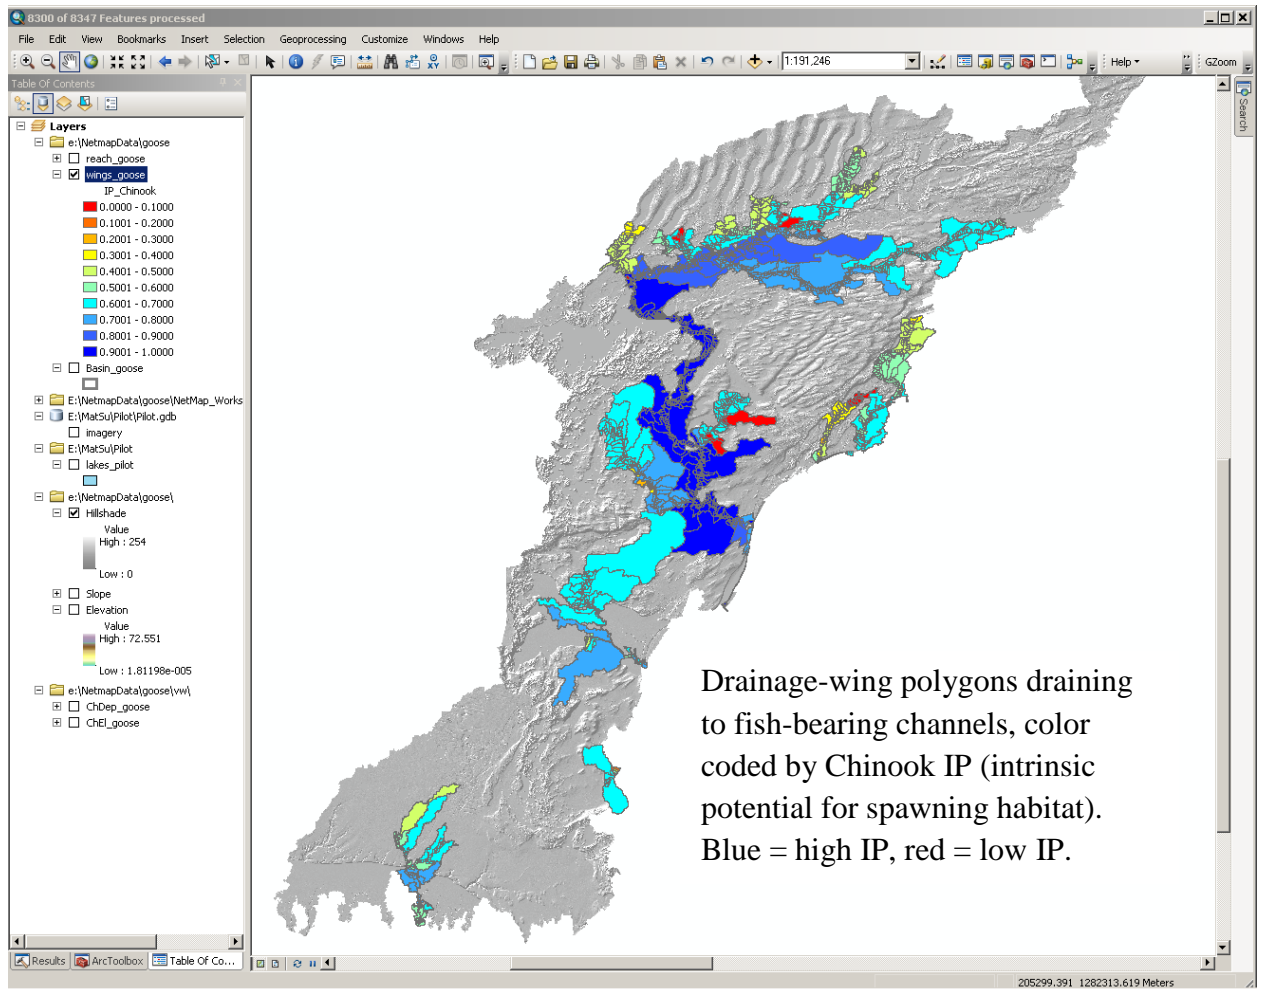 8300 of 8347 Features processed
File Edit View Bookmarks Insert Selection Geoprocessing Customize Windows Help
1:191,246
Help
GZoom
Table Of Contents
Search
Layers
e:\NetmapData\goose
reach_goose
wings_goose
IP_Chinook
0.0000 - 0.1000
0.1001 - 0.2000
0.2001 - 0.3000
0.3001 - 0.4000
0.4001 - 0.5000
0.5001 - 0.6000
0.6001 - 0.7000
0.7001 - 0.8000
0.8001 - 0.9000
0.9001 - 1.0000
Basin_goose
E:\NetmapData\goose\NetMap_Works
E:\MatSu\Pilot\Pilot.gdb
imagery
E:\MatSu\Pilot
lakes_pilot
e:\NetmapData\goose\
Hillshade
Value
High : 254
Low : 0
Slope
Elevation
Value
High : 72.551
Low : 1.81198e-005
e:\NetmapData\goose\vw\
ChDep_goose
ChEl_goose
Drainage-wing polygons draining
to fish-bearing channels, color
coded by Chinook IP (intrinsic
potential for spawning habitat).
Blue = high IP, red = low IP.
Results ArcToolbox Table Of Co...
205299.391 1282313.619 Meters